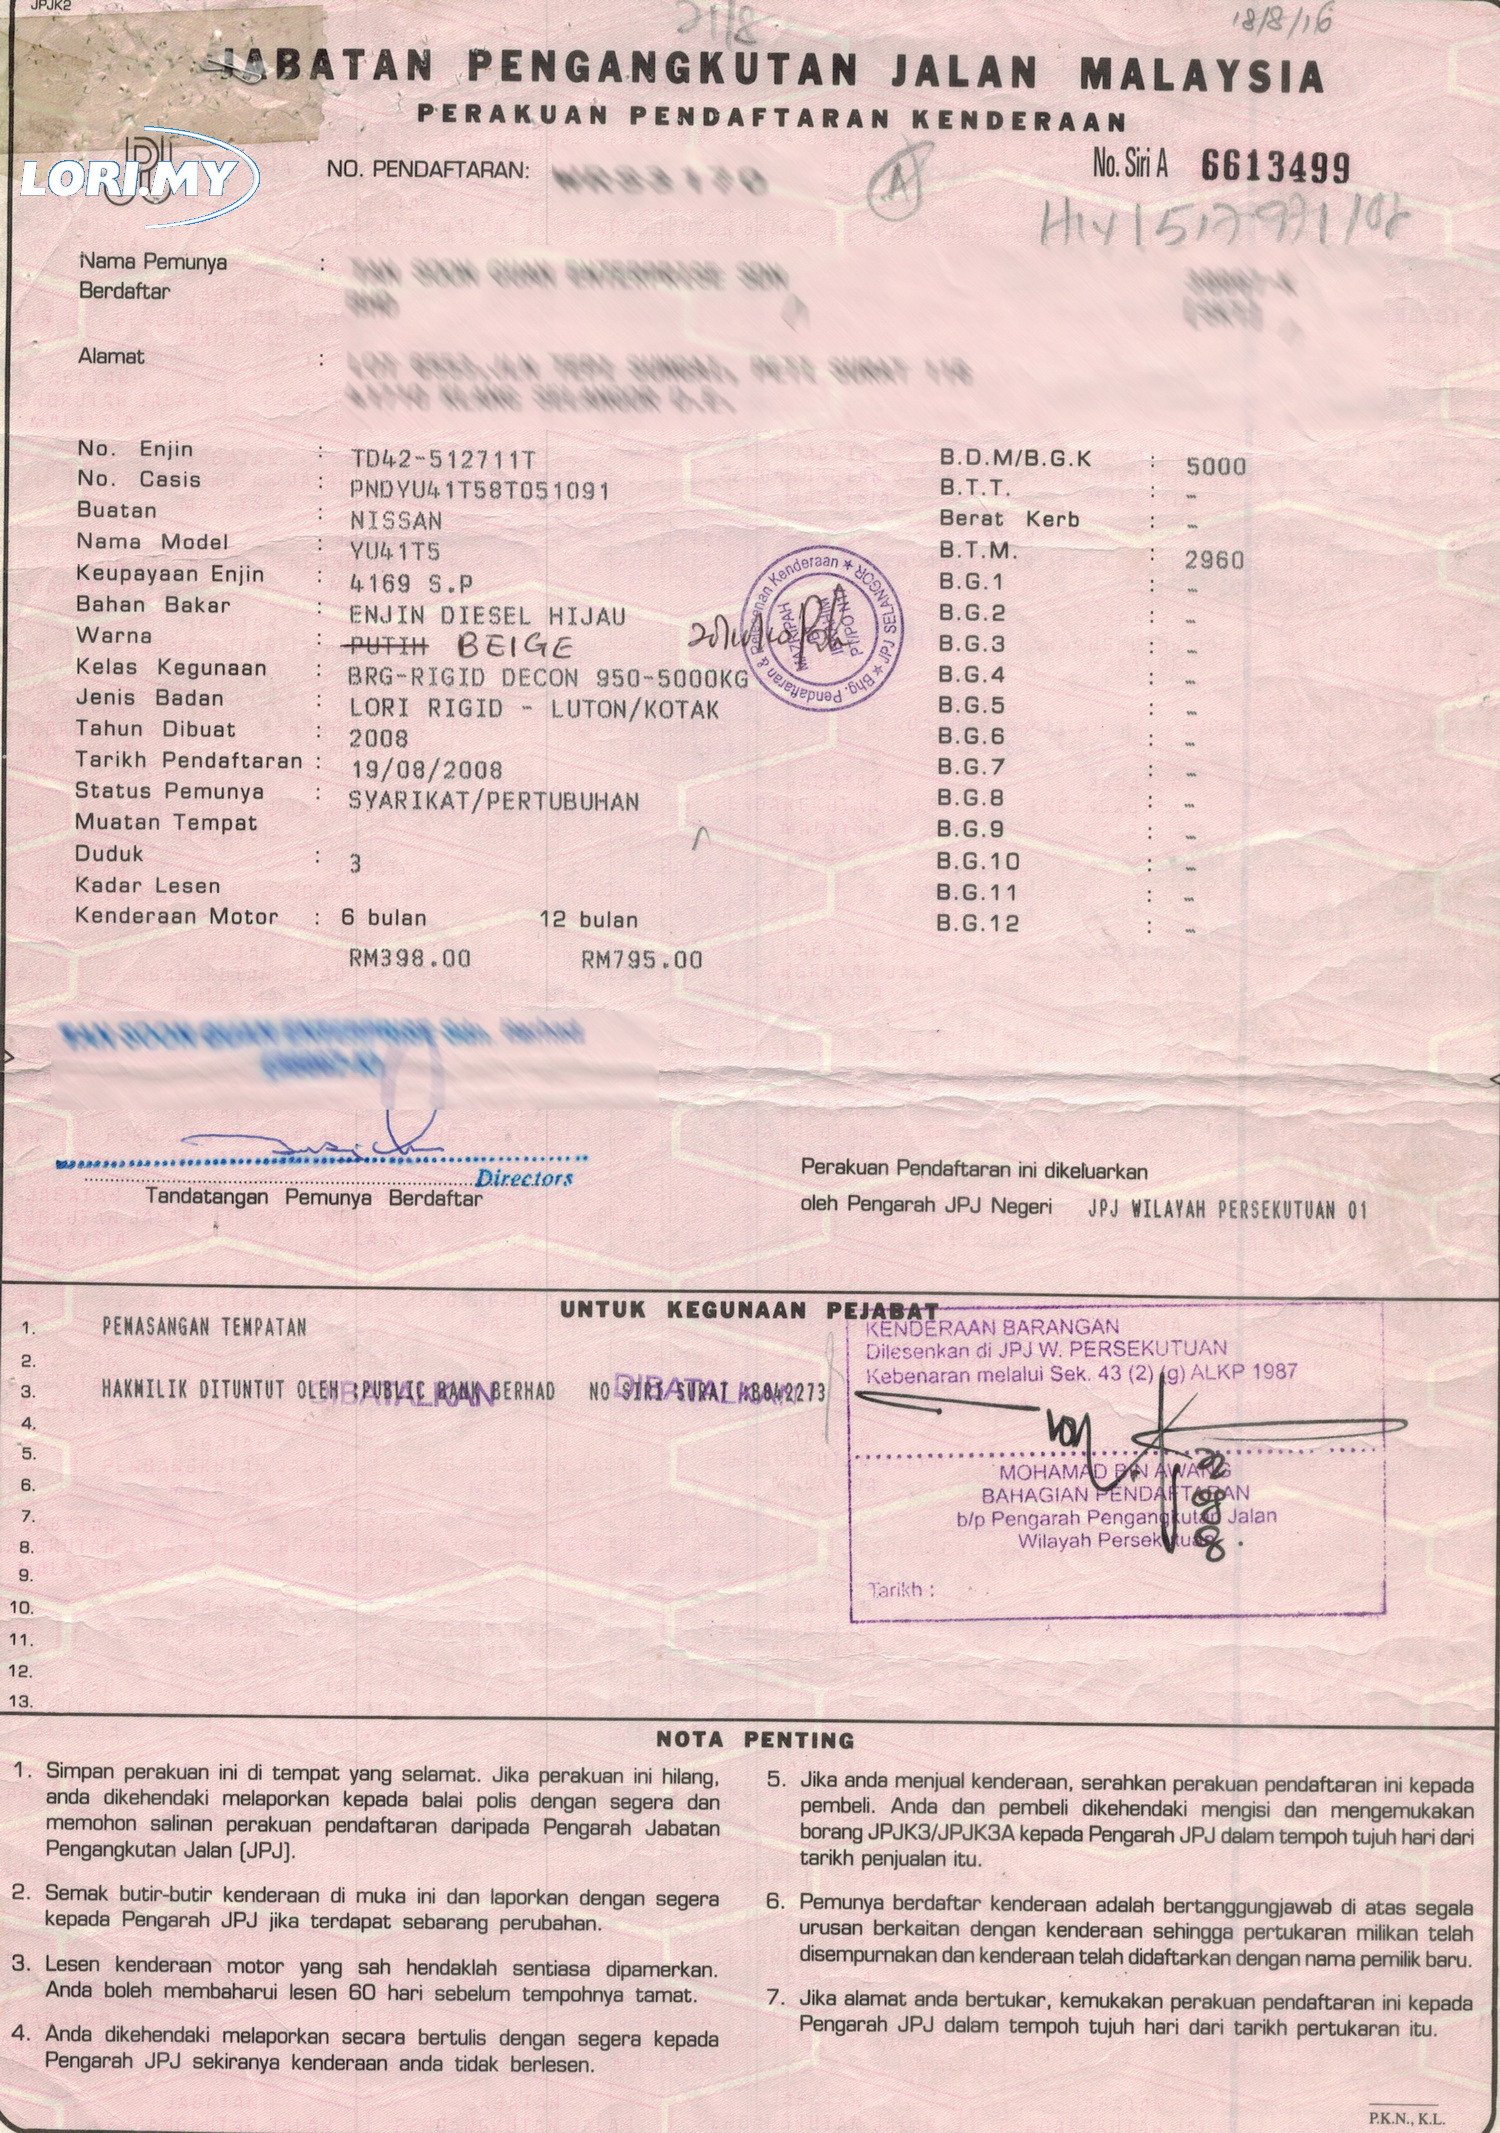 JPJK2
18/8/16
JABATAN PENGANGKUTAN JALAN MALAYSIA
PERAKUAN PENDAFTARAN KENDERAAN
LORI.MY
NO. PENDAFTARAN:
A
No. Siri A 6613499
Nama Pemunya :
Berdaftar
Alamat :
No. Enjin : TD42-512711T
No. Casis : PNDYU41T58T051091
Buatan : NISSAN
Nama Model : YU41T5
Keupayaan Enjin : 4169 S.P
Bahan Bakar : ENJIN DIESEL HIJAU
Warna : PUTIH BEIGE
Kelas Kegunaan : BRG-RIGID DECON 950-5000KG
Jenis Badan : LORI RIGID - LUTON/KOTAK
Tahun Dibuat : 2008
Tarikh Pendaftaran : 19/08/2008
Status Pemunya : SYARIKAT/PERTUBUHAN
Muatan Tempat
Duduk : 3
Kadar Lesen
Kenderaan Motor : 6 bulan 12 bulan
RM398.00 RM795.00
B.D.M/B.G.K : 5000
B.T.T. : -
Berat Kerb : -
B.T.M. : 2960
B.G.1 : -
B.G.2 : -
B.G.3 : -
B.G.4 : -
B.G.5 : -
B.G.6 : -
B.G.7 : -
B.G.8 : -
B.G.9 : -
B.G.10 : -
B.G.11 : -
B.G.12 : -
Bhg. Pendaftaran & Pelesenan Kenderaan ★ SELANGOR JPJ ★
Directors
Tandatangan Pemunya Berdaftar
Perakuan Pendaftaran ini dikeluarkan
oleh Pengarah JPJ Negeri JPJ WILAYAH PERSEKUTUAN 01
UNTUK KEGUNAAN PEJABAT
1. PEMASANGAN TEMPATAN
2.
3. HAKMILIK DITUNTUT OLEH :PUBLIC BANK BERHAD NO SIRI SURAT AB842273
DIBATALKAN DIBATALKAN
4.
5.
6.
7.
8.
9.
10.
11.
12.
13.
KENDERAAN BARANGAN
Dilesenkan di JPJ W. PERSEKUTUAN
Kebenaran melalui Sek. 43 (2) (g) ALKP 1987
MOHAMAD BIN AWANG
BAHAGIAN PENDAFTARAN
b/p Pengarah Pengangkutan Jalan
Wilayah Persekutuan
Tarikh :
NOTA PENTING
1. Simpan perakuan ini di tempat yang selamat. Jika perakuan ini hilang,
anda dikehendaki melaporkan kepada balai polis dengan segera dan
memohon salinan perakuan pendaftaran daripada Pengarah Jabatan
Pengangkutan Jalan (JPJ).
2. Semak butir-butir kenderaan di muka ini dan laporkan dengan segera
kepada Pengarah JPJ jika terdapat sebarang perubahan.
3. Lesen kenderaan motor yang sah hendaklah sentiasa dipamerkan.
Anda boleh membaharui lesen 60 hari sebelum tempohnya tamat.
4. Anda dikehendaki melaporkan secara bertulis dengan segera kepada
Pengarah JPJ sekiranya kenderaan anda tidak berlesen.
5. Jika anda menjual kenderaan, serahkan perakuan pendaftaran ini kepada
pembeli. Anda dan pembeli dikehendaki mengisi dan mengemukakan
borang JPJK3/JPJK3A kepada Pengarah JPJ dalam tempoh tujuh hari dari
tarikh penjualan itu.
6. Pemunya berdaftar kenderaan adalah bertanggungjawab di atas segala
urusan berkaitan dengan kenderaan sehingga pertukaran milikan telah
disempurnakan dan kenderaan telah didaftarkan dengan nama pemilik baru.
7. Jika alamat anda bertukar, kemukakan perakuan pendaftaran ini kepada
Pengarah JPJ dalam tempoh tujuh hari dari tarikh pertukaran itu.
P.K.N., K.L.